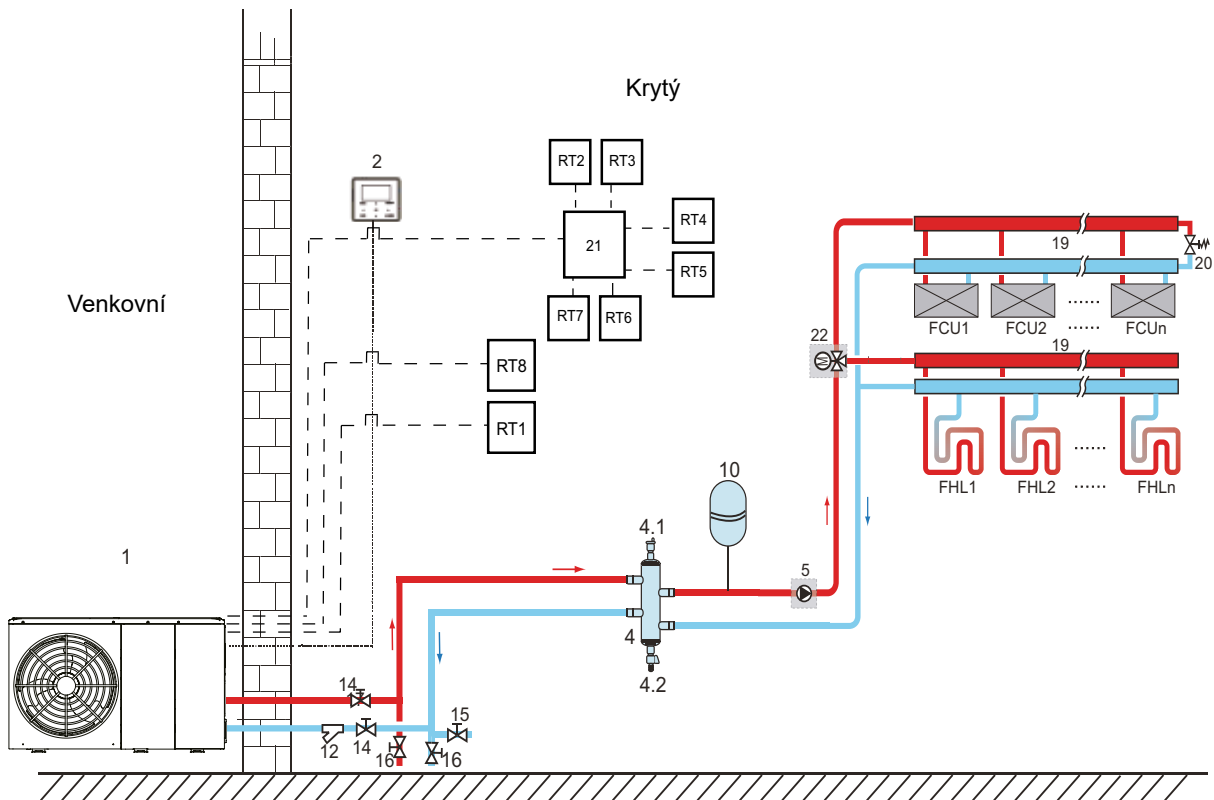 Krytý
Venkovní
2
RT2
RT3
RT4
21
RT5
RT7
RT6
RT8
RT1
19
20
FCU1
FCU2
......
FCUn
......
22
19
......
......
FHL1
FHL2
FHLn
10
1
4.1
5
4
4.2
14
15
12
14
16
16